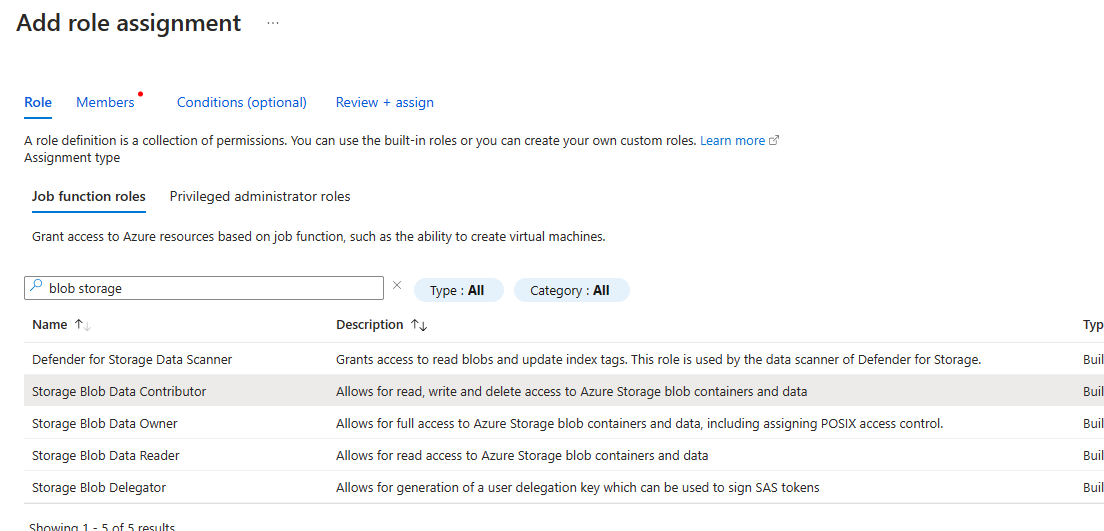 Add role assignment ...
Role Members Conditions (optional) Review + assign
A role definition is a collection of permissions. You can use the built-in roles or you can create your own custom roles. Learn more
Assignment type
Job function roles Privileged administrator roles
Grant access to Azure resources based on job function, such as the ability to create virtual machines.
blob storage × Type : All Category : All
Name ↑↓ Description ↑↓ Typ
Defender for Storage Data Scanner Grants access to read blobs and update index tags. This role is used by the data scanner of Defender for Storage. Buil
Storage Blob Data Contributor Allows for read, write and delete access to Azure Storage blob containers and data Buil
Storage Blob Data Owner Allows for full access to Azure Storage blob containers and data, including assigning POSIX access control. Buil
Storage Blob Data Reader Allows for read access to Azure Storage blob containers and data Buil
Storage Blob Delegator Allows for generation of a user delegation key which can be used to sign SAS tokens Buil
Showing 1 - 5 of 5 results